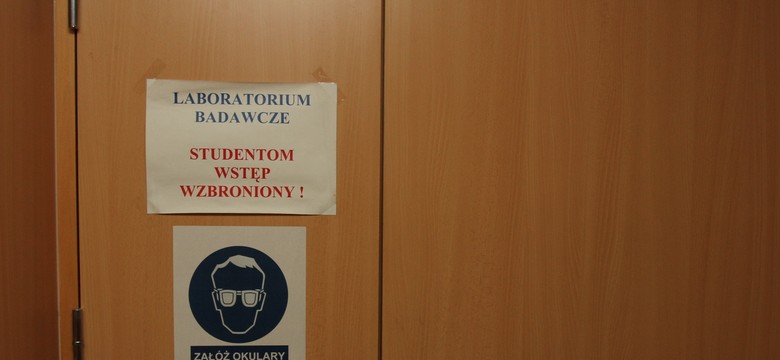 LABORATORIUM
BADAWCZE
STUDENTOM
WSTĘP
WZBRONIONY !
ZAŁÓŻ OKULARY